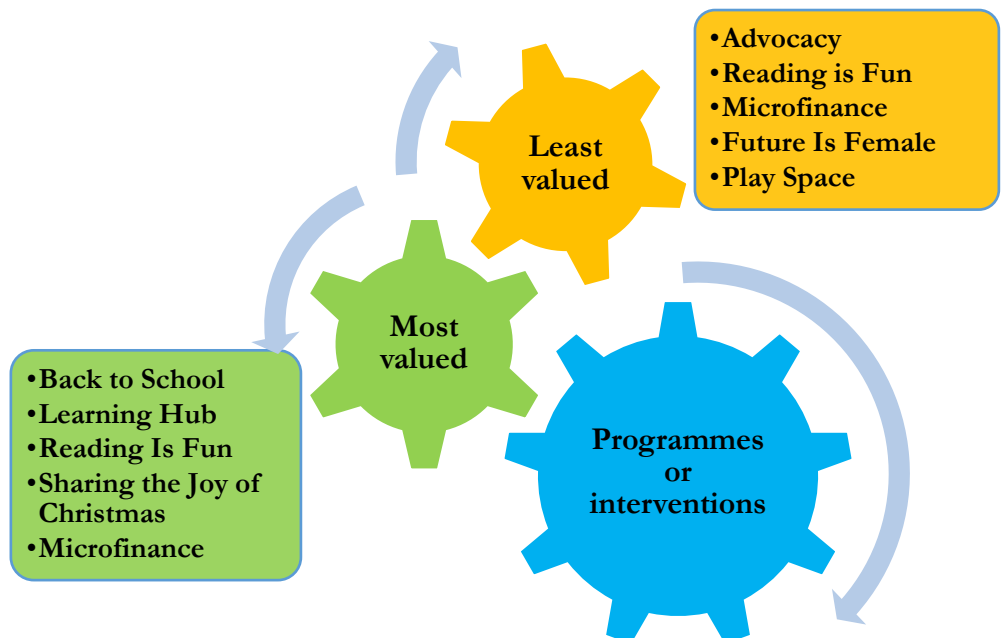 •Advocacy
•Reading is Fun
•Microfinance
•Future Is Female
•Play Space
Least
valued
Most
valued
•Back to School
•Learning Hub
•Reading Is Fun
•Sharing the Joy of
Christmas
•Microfinance
Programmes
or
interventions